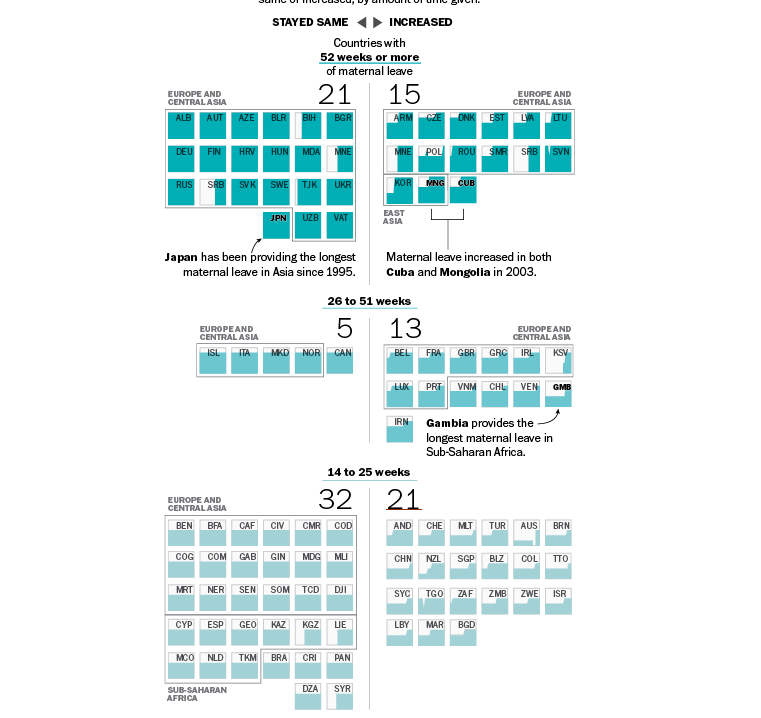 same or increased, by amount of time given.
STAYED SAME INCREASED
Countries with
52 weeks or more
of maternal leave
EUROPE AND
CENTRAL ASIA
21
15
EUROPE AND
CENTRAL ASIA
ALB AUT AZE BLR BIH BGR
DEU FIN HRV HUN MDA MNE
RUS SRB SVK SWE TJK UKR
JPN UZB VAT
ARM CZE DNK EST LVA LTU
MNE POL ROU SMR SRB SVN
KOR MNG CUB
EAST
ASIA
Japan has been providing the longest
maternal leave in Asia since 1995.
Maternal leave increased in both
Cuba and Mongolia in 2003.
26 to 51 weeks
EUROPE AND
CENTRAL ASIA
5
13
EUROPE AND
CENTRAL ASIA
ISL ITA MKD NOR CAN
BEL FRA GBR GRC IRL KSV
LUX PRT VNM CHL VEN GMB
IRN
Gambia provides the
longest maternal leave in
Sub-Saharan Africa.
14 to 25 weeks
EUROPE AND
CENTRAL ASIA
32
21
BEN BFA CAF CIV CMR COD
COG COM GAB GIN MDG MLI
MRT NER SEN SOM TCD DJI
CYP ESP GEO KAZ KGZ LIE
MCO NLD TKM BRA CRI PAN
SUB-SAHARAN
AFRICA
DZA SYR
AND CHE MLT TUR AUS BRN
CHN NZL SGP BLZ COL TTO
SYC TGO ZAF ZMB ZWE ISR
LBY MAR BGD